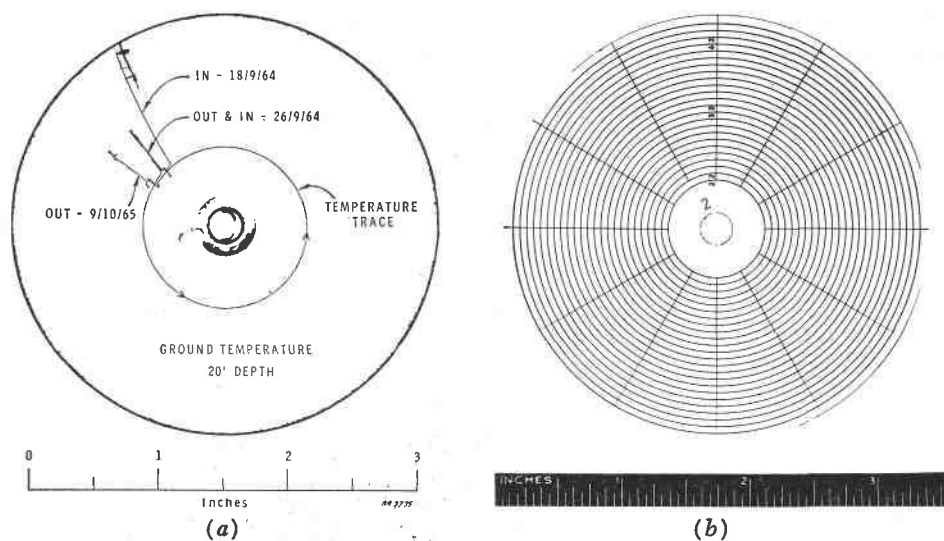 IN - 18/9/64
OUT & IN - 26/9/64
OUT - 9/10/65
TEMPERATURE
TRACE
GROUND TEMPERATURE
20' DEPTH
0 1 2 3
Inches
(a)
2
INCHES 1 2 3
(b)